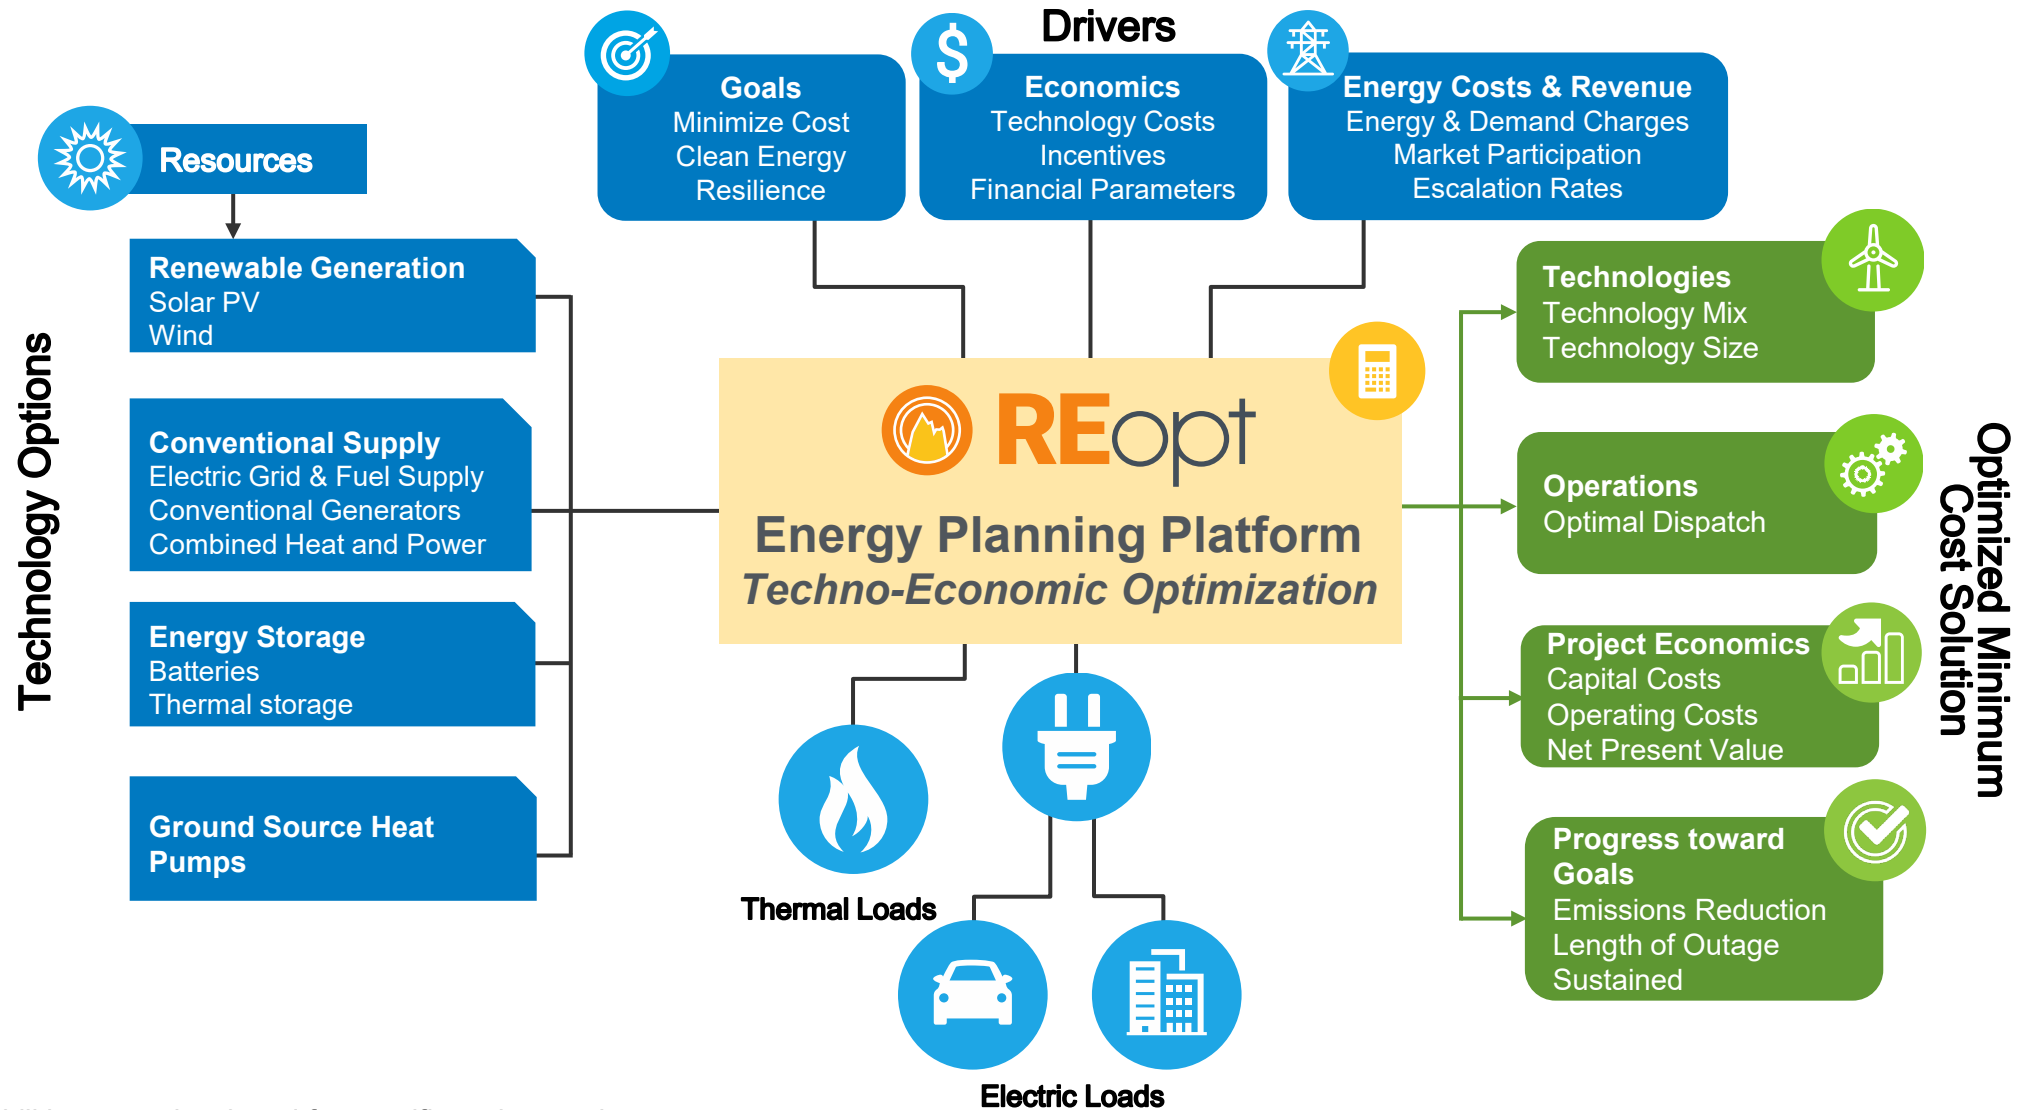 Drivers
Goals
Minimize Cost
Clean Energy
Resilience
Economics
Technology Costs
Incentives
Financial Parameters
Energy Costs & Revenue
Energy & Demand Charges
Market Participation
Escalation Rates
Technology Options
Resources
Renewable Generation
Solar PV
Wind
Conventional Supply
Electric Grid & Fuel Supply
Conventional Generators
Combined Heat and Power
Energy Storage
Batteries
Thermal storage
Ground Source Heat
Pumps
REopt
Energy Planning Platform
Techno-Economic Optimization
Thermal Loads
Electric Loads
Technologies
Technology Mix
Technology Size
Operations
Optimal Dispatch
Project Economics
Capital Costs
Operating Costs
Net Present Value
Progress toward
Goals
Emissions Reduction
Length of Outage
Sustained
Optimized Minimum
Cost Solution